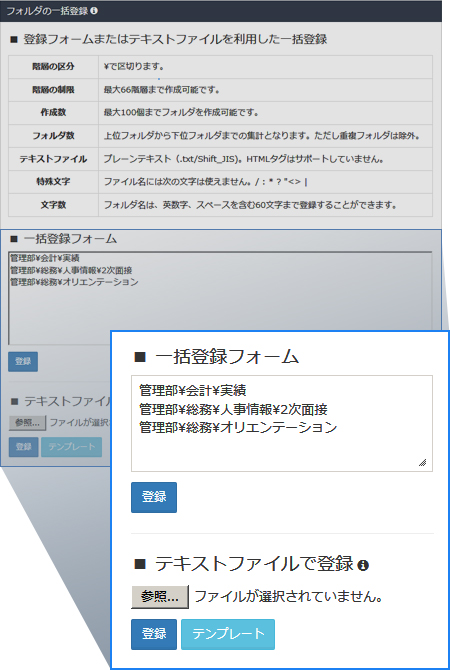 フォルダの一括登録
■ 登録フォームまたはテキストファイルを利用した一括登録
階層の区分 ¥で区切ります。
階層の制限 最大66階層まで作成可能です。
作成数 最大100個までフォルダを作成可能です。
フォルダ数 上位フォルダから下位フォルダまでの集計となります。ただし重複フォルダは除外。
テキストファイル プレーンテキスト（.txt/Shift_JIS)。HTMLタグはサポートしていません。
特殊文字 ファイル名には次の文字は使えません。/ : * ? "<> |
文字数 フォルダ名は、英数字、スペースを含む60文字まで登録することができます。
■ 一括登録フォーム
管理部¥会計¥実績
管理部¥総務¥人事情報¥2次面接
管理部¥総務¥オリエンテーション
登録
■ テキストファイル
参照... ファイルが選択
登録 テンプレート
■ 一括登録フォーム
管理部¥会計¥実績
管理部¥総務¥人事情報¥2次面接
管理部¥総務¥オリエンテーション
登録
■ テキストファイルで登録
参照... ファイルが選択されていません。
登録 テンプレート